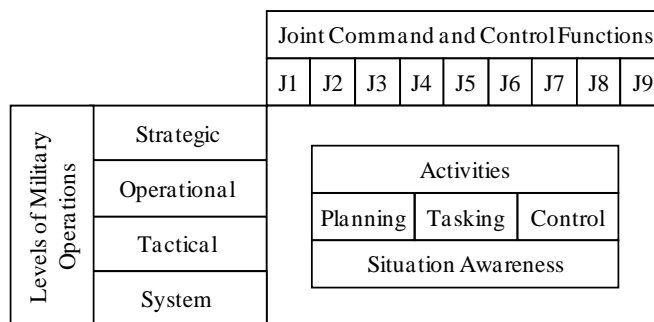 Joint Command and Control Functions
J1 J2 J3 J4 J5 J6 J7 J8 J9
Levels of Military
Operations
Strategic
Operational
Tactical
System
Activities
Planning Tasking Control
Situation Awareness